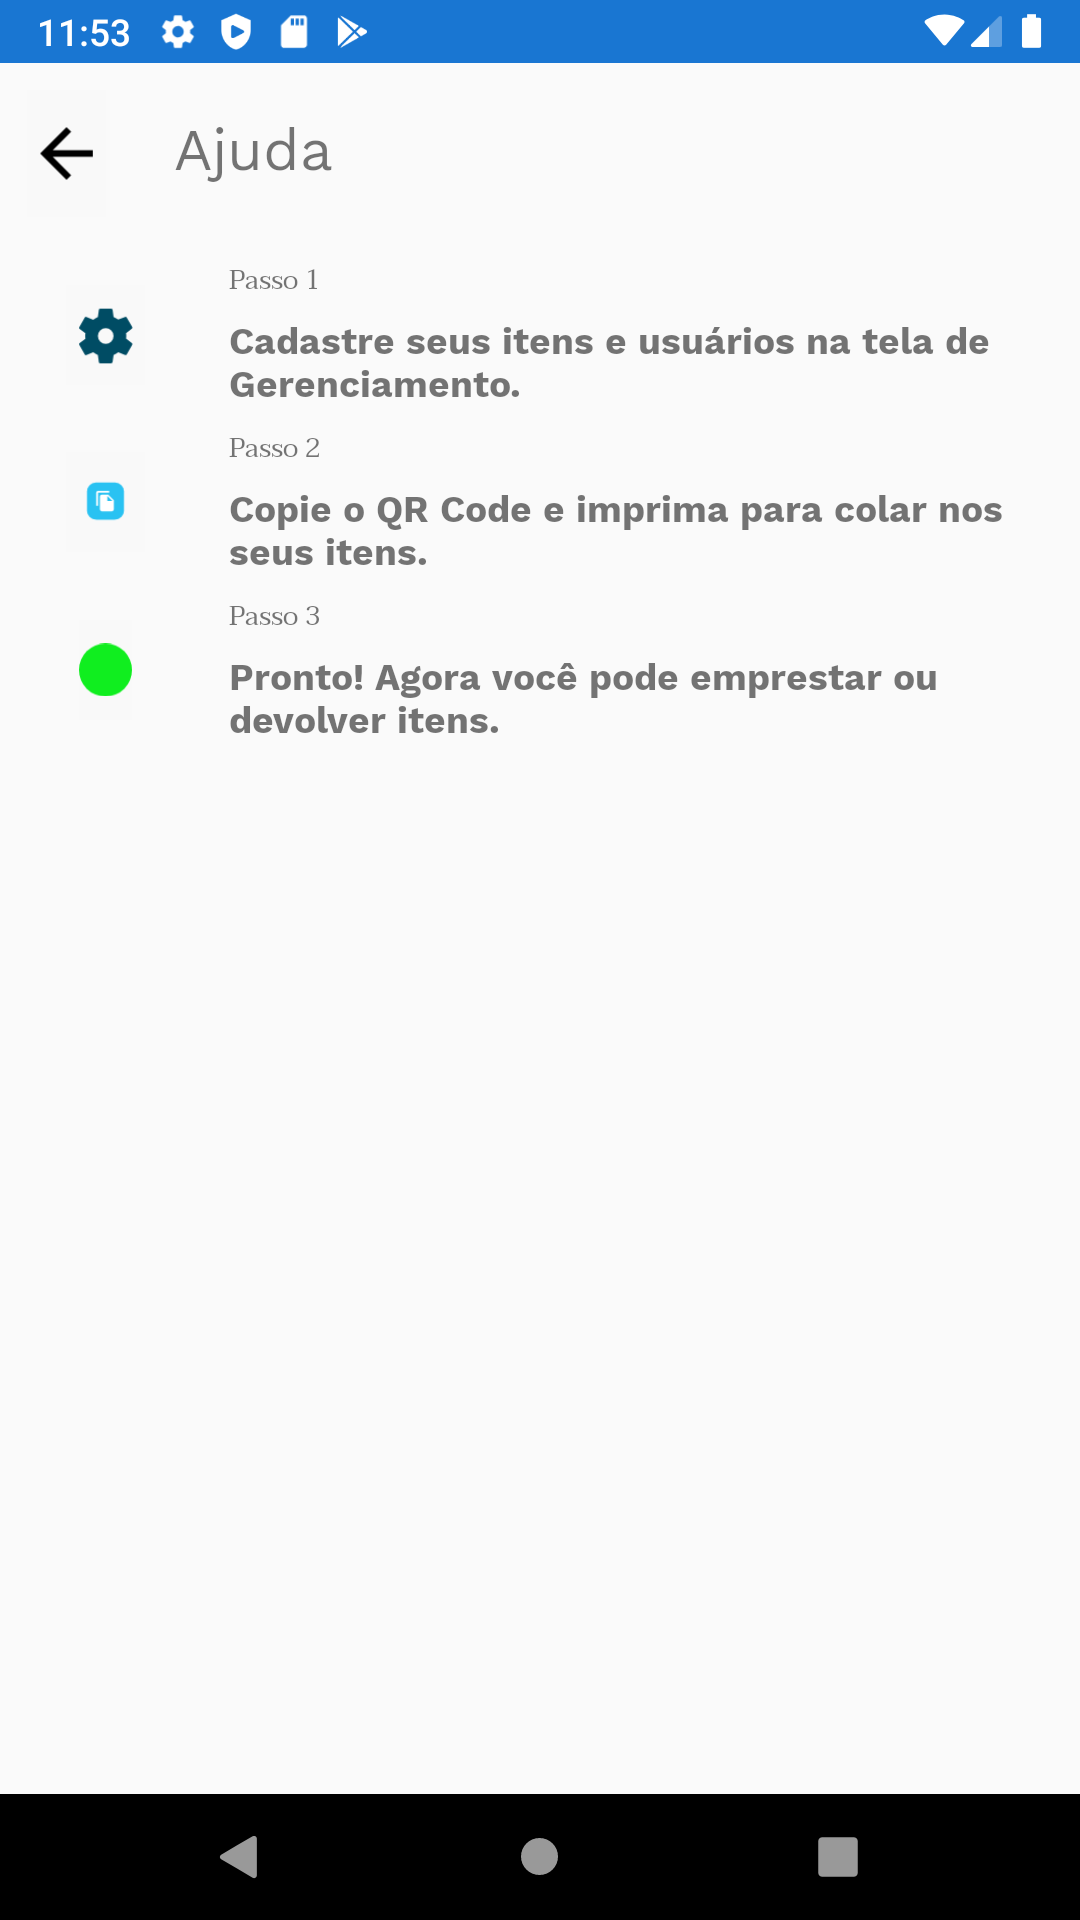 11:53
Ajuda
Passo 1
Cadastre seus itens e usuários na tela de
Gerenciamento.
Passo 2
Copie o QR Code e imprima para colar nos
seus itens.
Passo 3
Pronto! Agora você pode emprestar ou
devolver itens.